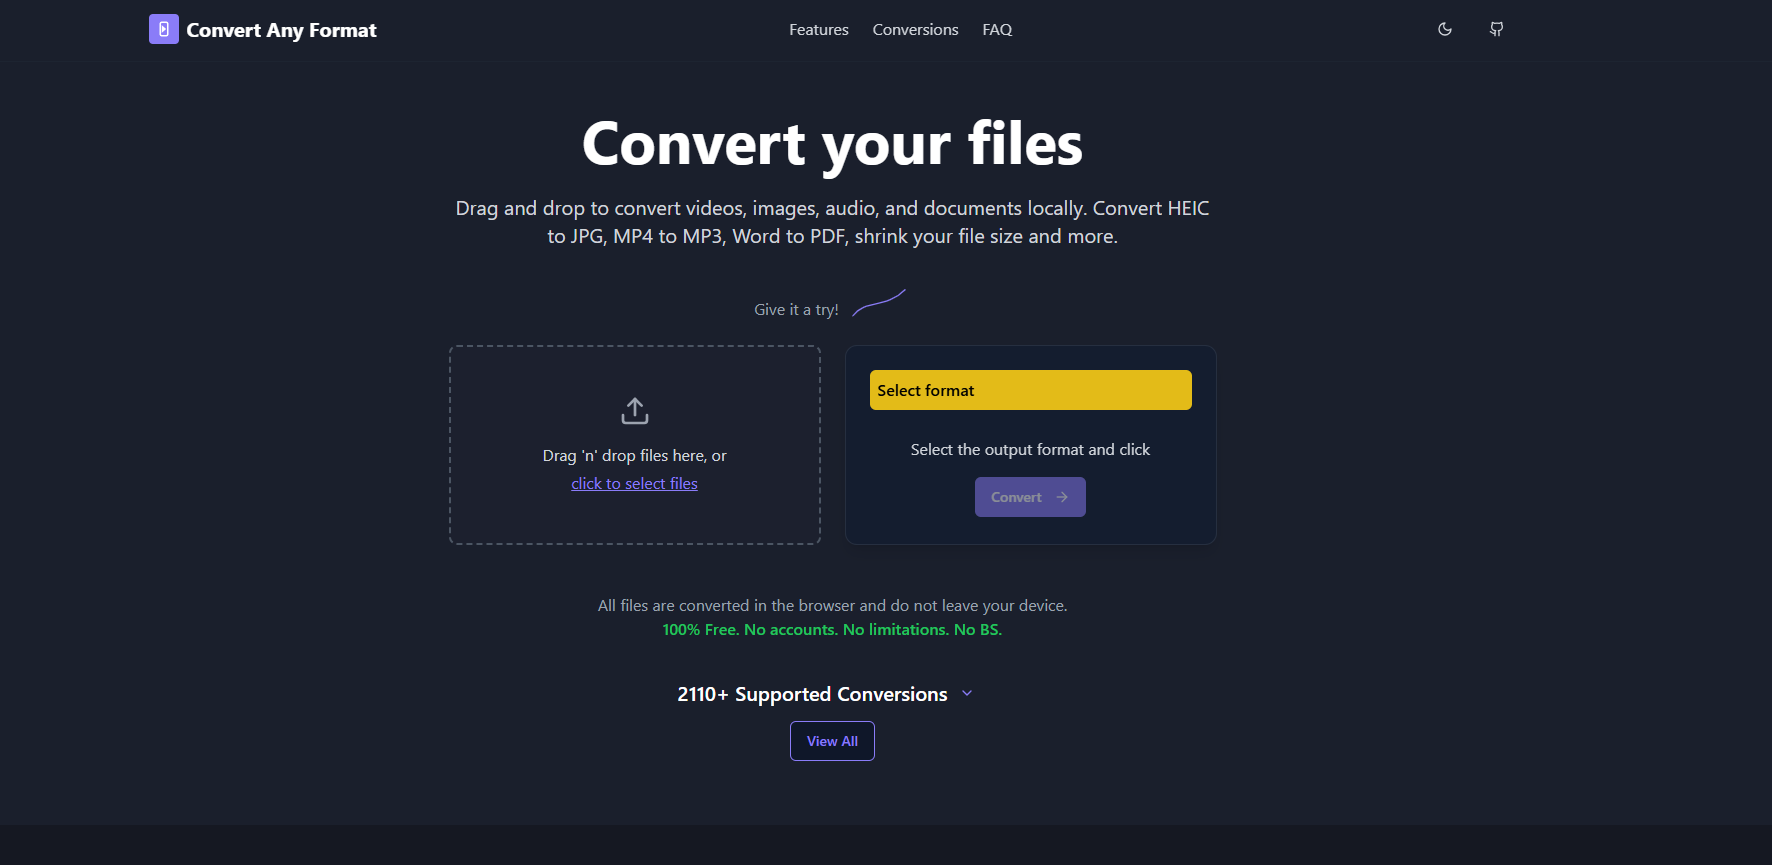 Convert Any Format
Features
Conversions
FAQ
Convert your files
Drag and drop to convert videos, images, audio, and documents locally. Convert HEIC
to JPG, MP4 to MP3, Word to PDF, shrink your file size and more.
Give it a try!
Drag 'n' drop files here, or
click to select files
Select format
Select the output format and click
Convert
All files are converted in the browser and do not leave your device.
100% Free. No accounts. No limitations. No BS.
2110+ Supported Conversions
View All